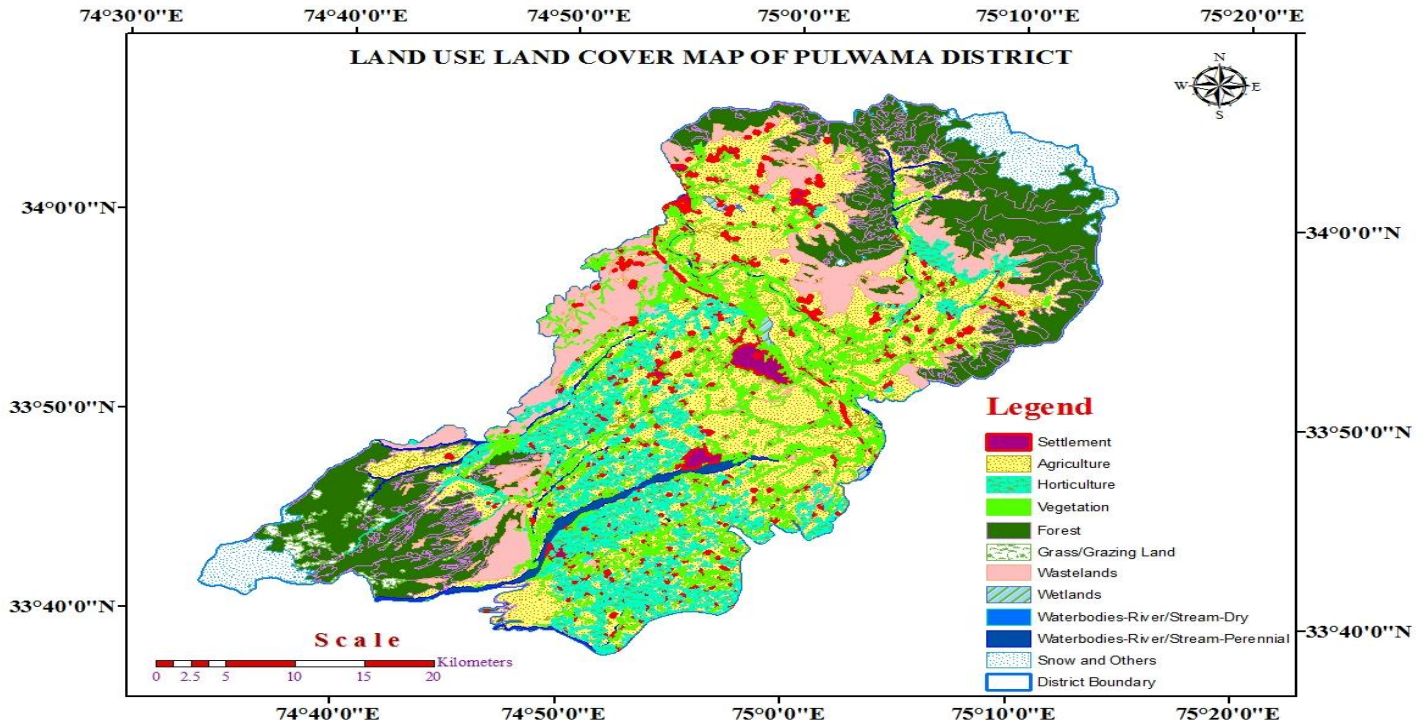 74°30'0"E 74°40'0"E 74°50'0"E 75°0'0"E 75°10'0"E 75°20'0"E
LAND USE LAND COVER MAP OF PULWAMA DISTRICT
N
W E
S
34°0'0"N
34°0'0"N
33°50'0"N
33°50'0"N
33°40'0"N
33°40'0"N
Legend
Settlement
Agriculture
Horticulture
Vegetation
Forest
Grass/Grazing Land
Wastelands
Wetlands
Waterbodies-River/Stream-Dry
Waterbodies-River/Stream-Perennial
Snow and Others
District Boundary
Scale
Kilometers
0 2.5 5 10 15 20
74°40'0"E 74°50'0"E 75°0'0"E 75°10'0"E 75°20'0"E